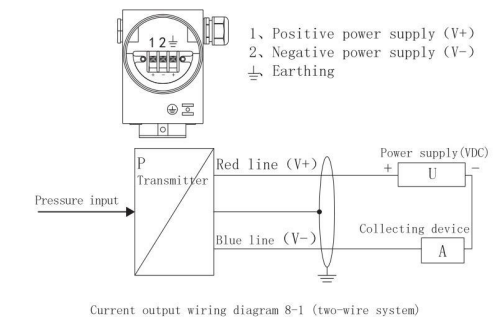 1 2 ⏚
- - +
1、Positive power supply (V+)
2、Negative power supply (V-)
⏚、Earthing
P
Transmitter
Pressure input
Red line (V+)
Blue line (V-)
Power supply(VDC)
+ U -
Collecting device
A
Current output wiring diagram 8-1 (two-wire system)